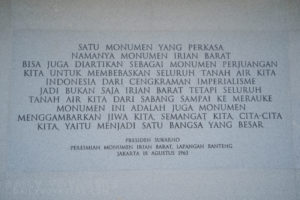 SATU MONUMEN YANG PERKASA
NAMANYA MONUMEN IRIAN BARAT
BISA JUGA DIARTIKAN SEBAGAI MONUMEN PERJUANGAN
KITA UNTUK MEMBEBASKAN SELURUH TANAH AIR KITA
INDONESIA DARI CENGKRAMAN IMPERIALISME
JADI BUKAN SAJA IRIAN BARAT TETAPI SELURUH
TANAH AIR KITA DARI SABANG SAMPAI KE MERAUKE
MONUMEN INI ADALAH JUGA MONUMEN
MENGGAMBARKAN JIWA KITA, SEMANGAT KITA, CITA-CITA
KITA, YAITU MENJADI SATU BANGSA YANG BESAR
PRESIDEN SUKARNO
PERESMIAN MONUMEN IRIAN BARAT, LAPANGAN BANTENG
JAKARTA 18 AGUSTUS 1963